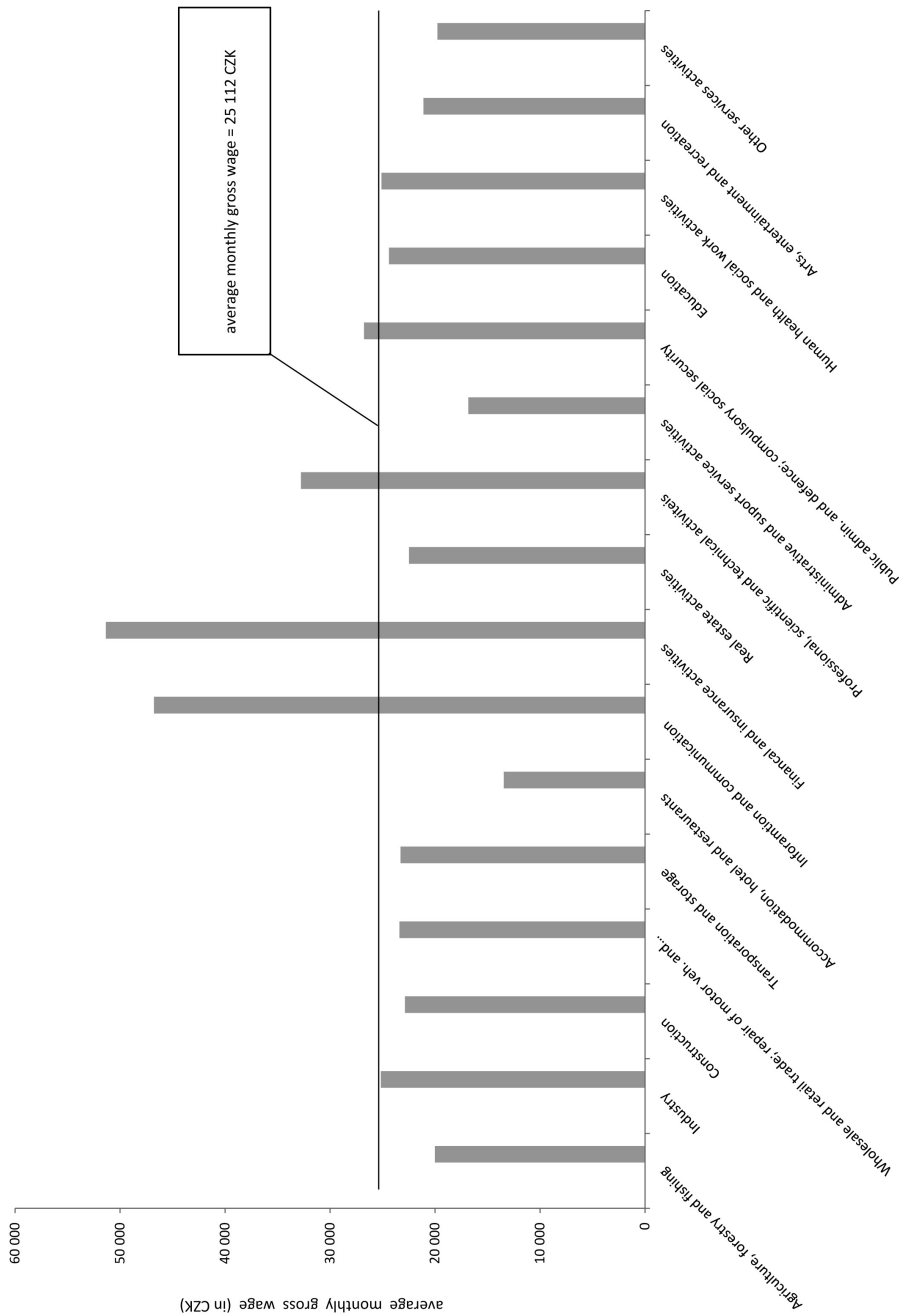 average monthly gross wage (in CZK)
60 000
50 000
40 000
30 000
20 000
10 000
0
average monthly gross wage = 25 112 CZK
Agriculture, forestry and fishing
Industry
Construction
Wholesale and retail trade; repair of motor veh. and...
Transporation and storage
Accommodation, hotel and restaurants
Inforamtion and communication
Financal and insurance activities
Real estate activities
Professional, scientific and technical activiteis
Administrative and suport service activities
Public admin. and defence; compulsory social security
Education
Human health and social work activities
Arts, entertainment and recreation
Other services activities